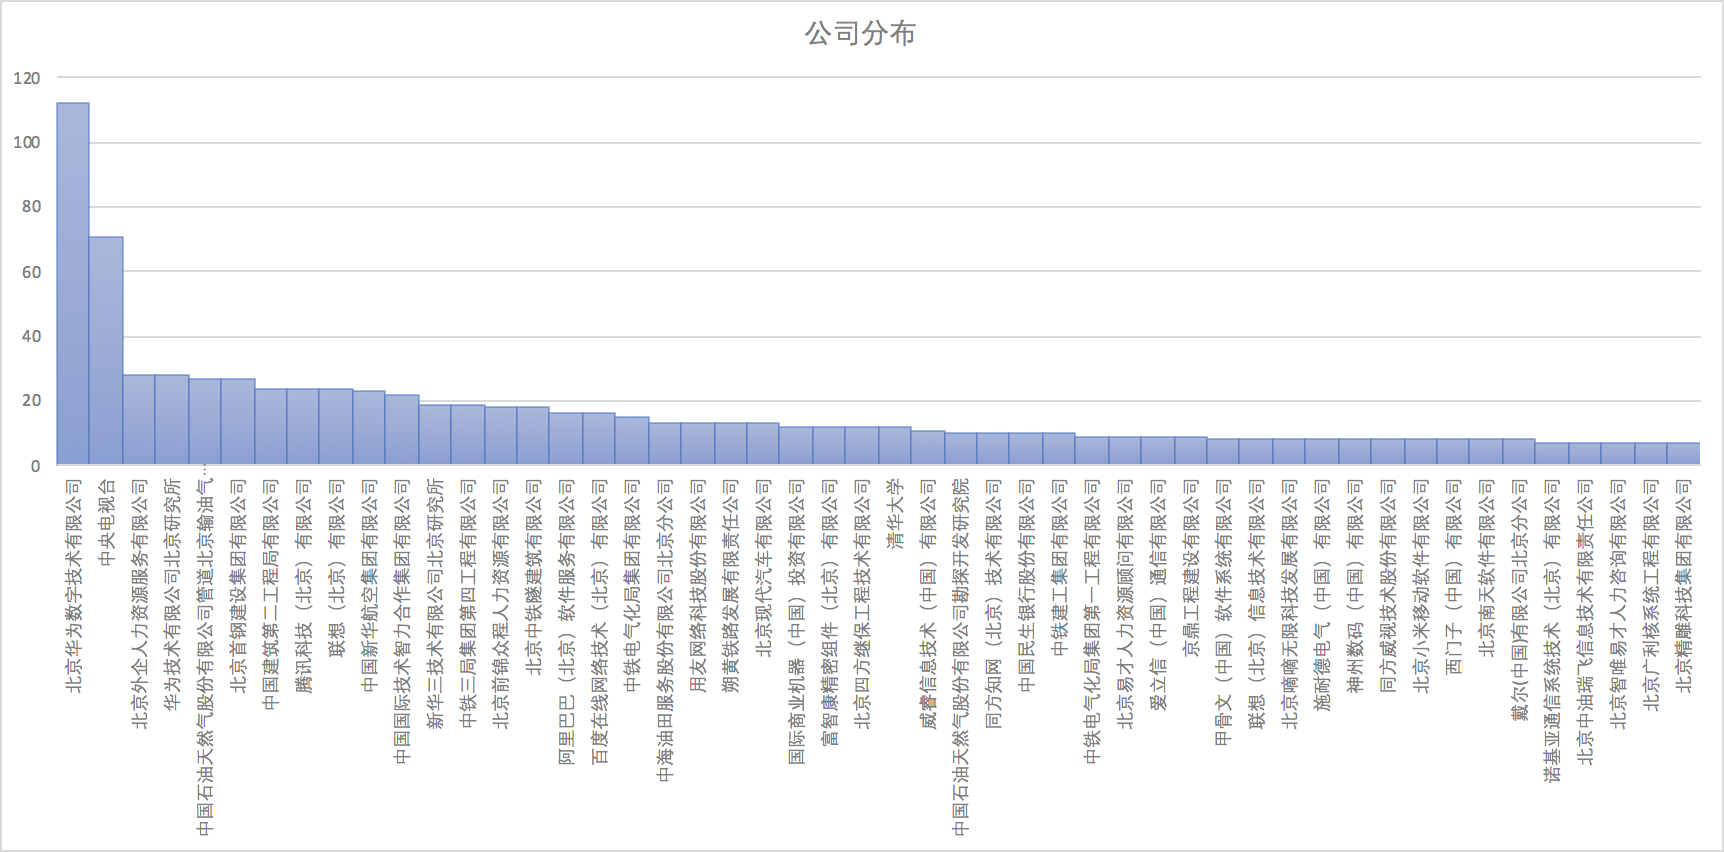 公司分布
120
100
80
60
40
20
0
北京华为数字技术有限公司
中央电视台
北京外企人力资源服务有限公司
华为技术有限公司北京研究所
中国石油天然气股份有限公司管道北京输油气…
北京首钢建设集团有限公司
中国建筑第二工程局有限公司
腾讯科技（北京）有限公司
联想（北京）有限公司
中国新华航空集团有限公司
中国国际技术智力合作集团有限公司
新华三技术有限公司北京研究所
中铁三局集团第四工程有限公司
北京前锦众程人力资源有限公司
北京中铁隧建筑有限公司
阿里巴巴（北京）软件服务有限公司
百度在线网络技术（北京）有限公司
中铁电气化局集团有限公司
中海油田服务股份有限公司北京分公司
用友网络科技股份有限公司
朔黄铁路发展有限责任公司
北京现代汽车有限公司
国际商业机器（中国）投资有限公司
富智康精密组件（北京）有限公司
北京四方继保工程技术有限公司
清华大学
威睿信息技术（中国）有限公司
中国石油天然气股份有限公司勘探开发研究院
同方知网（北京）技术有限公司
中国民生银行股份有限公司
中铁建工集团有限公司
中铁电气化局集团第一工程有限公司
北京易才人力资源顾问有限公司
爱立信（中国）通信有限公司
京鼎工程建设有限公司
甲骨文（中国）软件系统有限公司
联想（北京）信息技术有限公司
北京嘀嘀无限科技发展有限公司
施耐德电气（中国）有限公司
神州数码（中国）有限公司
同方威视技术股份有限公司
北京小米移动软件有限公司
西门子（中国）有限公司
北京南天软件有限公司
戴尔(中国)有限公司北京分公司
诺基亚通信系统技术（北京）有限公司
北京中油瑞飞信息技术有限责任公司
北京智唯易才人力咨询有限公司
北京广利核系统工程有限公司
北京精雕科技集团有限公司